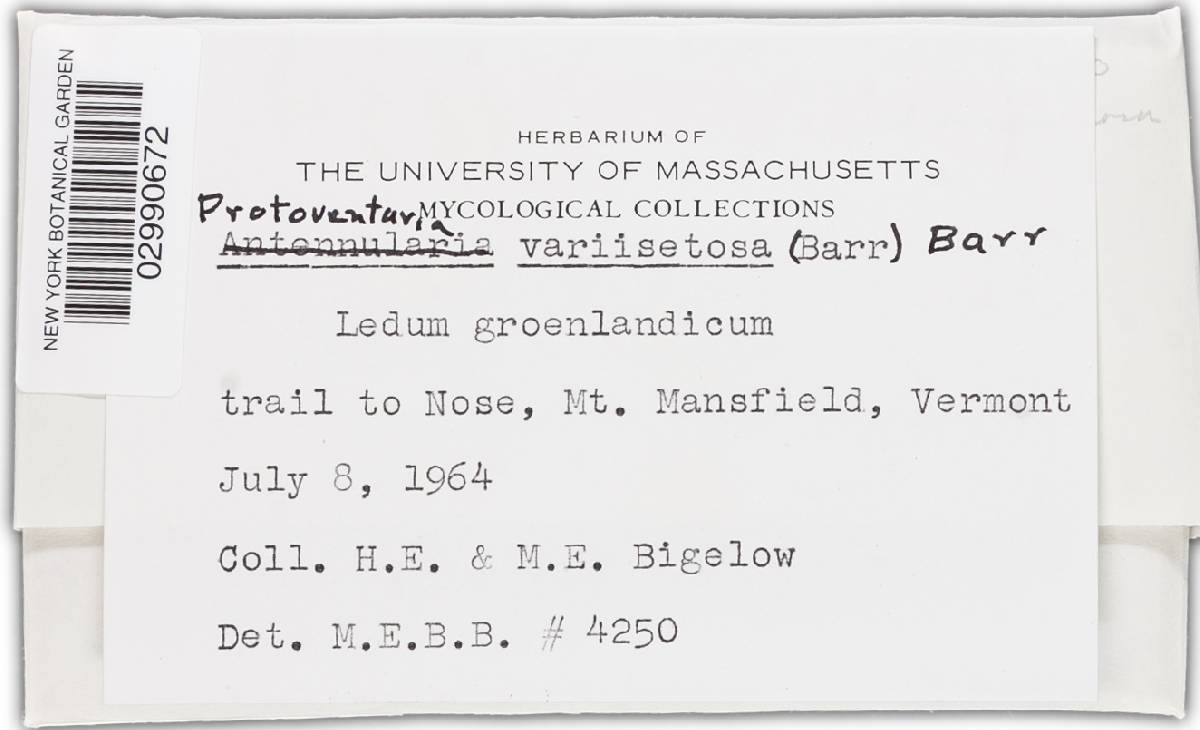 NEW YORK BOTANICAL GARDEN
02990672
HERBARIUM OF
THE UNIVERSITY OF MASSACHUSETTS
MYCOLOGICAL COLLECTIONS
Protoventuria
Antennularia variisetosa (Barr) Barr
Ledum groenlandicum
trail to Nose, Mt. Mansfield, Vermont
July 8, 1964
Coll. H.E. & M.E. Bigelow
Det. M.E.B.B. # 4250